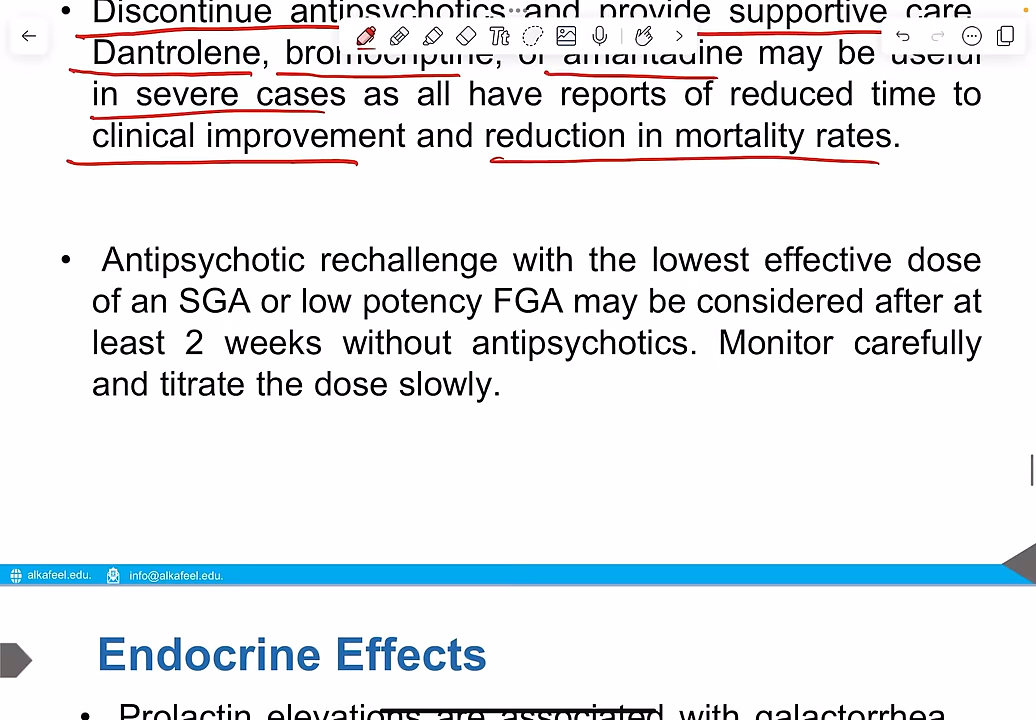 • Discontinue antipsychotics and provide supportive care.
Dantrolene, bromocriptine, or amantadine may be useful
in severe cases as all have reports of reduced time to
clinical improvement and reduction in mortality rates.
• Antipsychotic rechallenge with the lowest effective dose
of an SGA or low potency FGA may be considered after at
least 2 weeks without antipsychotics. Monitor carefully
and titrate the dose slowly.
alkafeel.edu. info@alkafeel.edu.
Endocrine Effects
• Prolactin elevations are associated with galactorrhea